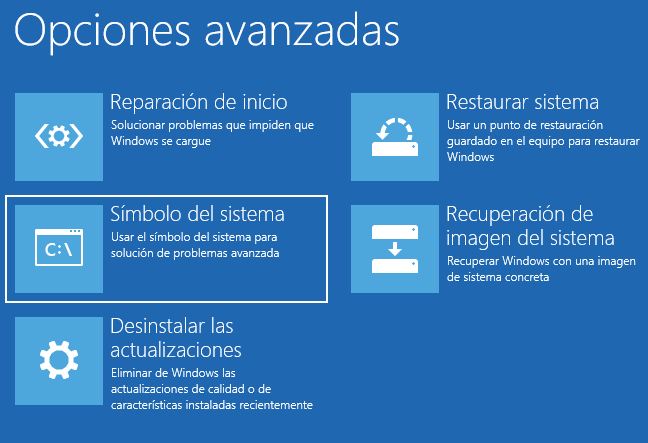 Opciones avanzadas
Reparación de inicio
Solucionar problemas que impiden que
Windows se cargue
Restaurar sistema
Usar un punto de restauración
guardado en el equipo para restaurar
Windows
C:\
Símbolo del sistema
Usar el símbolo del sistema para
solución de problemas avanzada
Recuperación de
imagen del sistema
Recuperar Windows con una imagen
de sistema concreta
Desinstalar las
actualizaciones
Eliminar de Windows las
actualizaciones de calidad o de
características instaladas recientemente